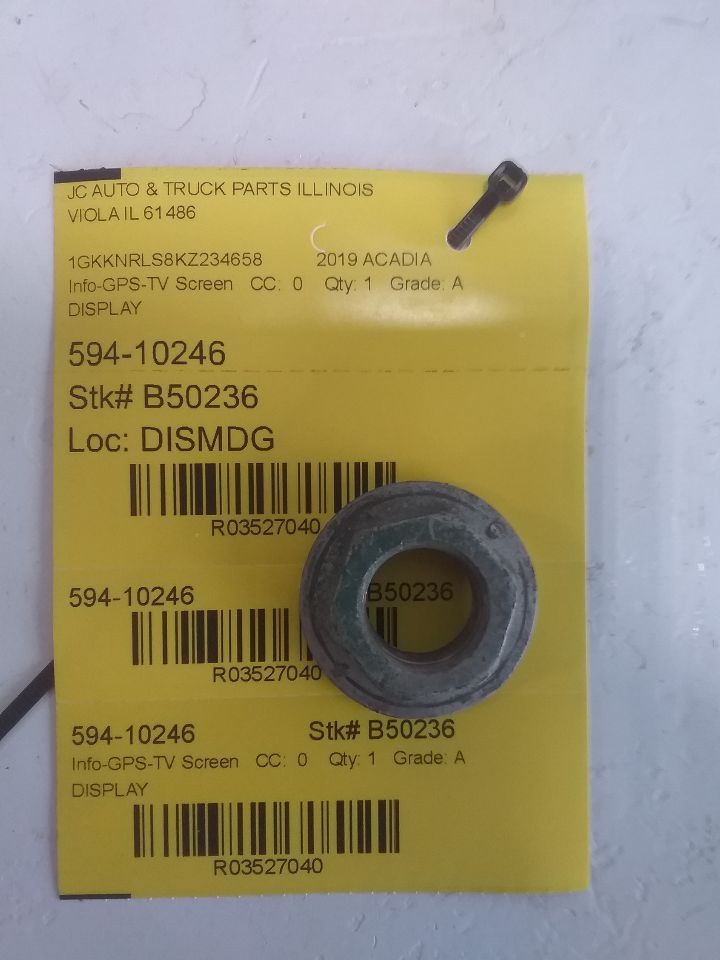 JC AUTO & TRUCK PARTS ILLINOIS
VIOLA IL 61486
1GKKNRLS8KZ234658 2019 ACADIA
Info-GPS-TV Screen CC: 0 Qty: 1 Grade: A
DISPLAY
594-10246
Stk# B50236
Loc: DISMDG
R03527040
594-10246 B50236
R03527040
594-10246 Stk# B50236
Info-GPS-TV Screen CC: 0 Qty: 1 Grade: A
DISPLAY
R03527040